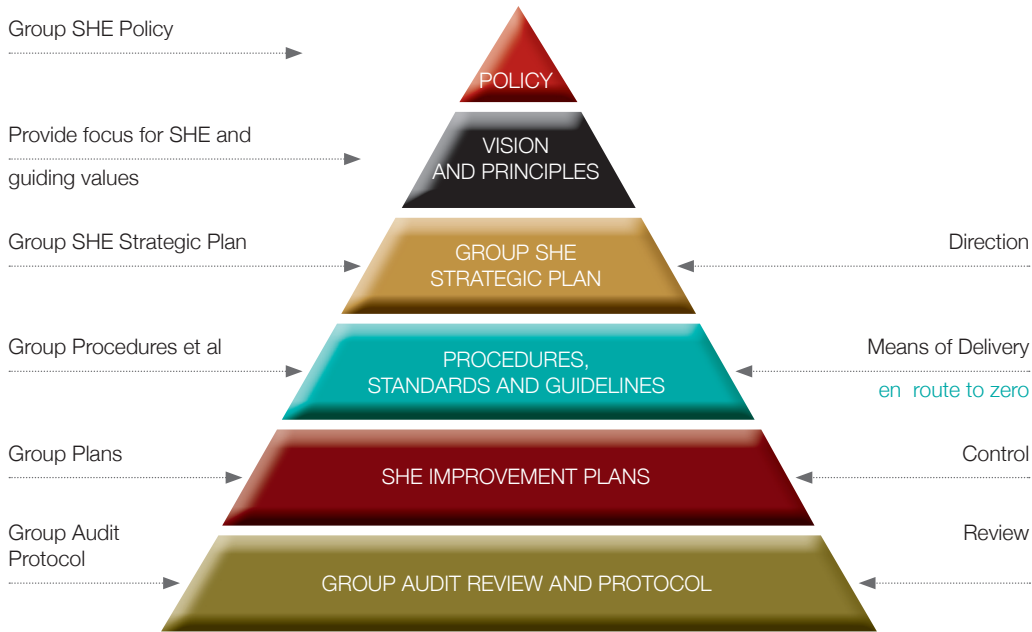 Group SHE Policy
POLICY
Provide focus for SHE and
guiding values
VISION
AND PRINCIPLES
Group SHE Strategic Plan
GROUP SHE
STRATEGIC PLAN
Direction
Group Procedures et al
PROCEDURES,
STANDARDS AND GUIDELINES
Means of Delivery
en route to zero
Group Plans
SHE IMPROVEMENT PLANS
Control
Group Audit
Protocol
GROUP AUDIT REVIEW AND PROTOCOL
Review